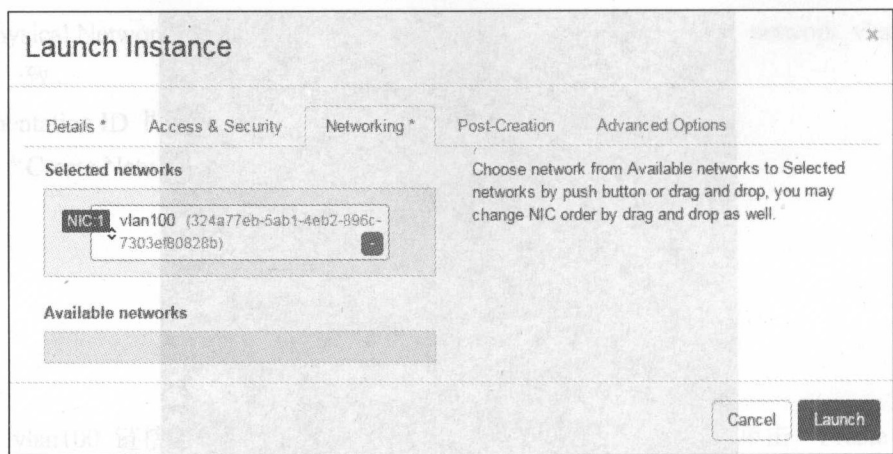 Launch Instance
×
Details *
Access & Security
Networking *
Post-Creation
Advanced Options
Selected networks
NIC:1
vlan100 (324a77eb-5ab1-4eb2-896c-
7303ef80828b)
-
Choose network from Available networks to Selected
networks by push button or drag and drop, you may
change NIC order by drag and drop as well.
Available networks
Cancel
Launch